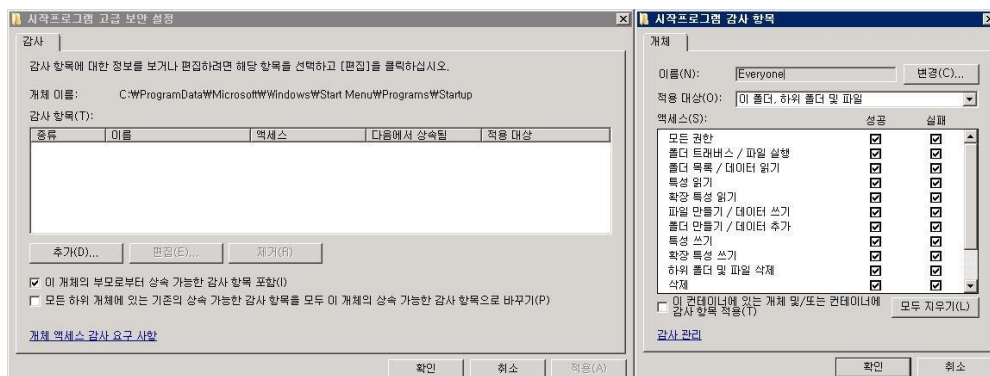 시작프로그램 고급 보안 설정
감사
감사 항목에 대한 정보를 보거나 편집하려면 해당 항목을 선택하고 [편집]을 클릭하십시오.
개체 이름: C:₩ProgramData₩Microsoft₩Windows₩Start Menu₩Programs₩Startup
감사 항목(T):
종류 이름 액세스 다음에서 상속됨 적용 대상
추가(D)... 편집(E)... 제거(R)
이 개체의 부모로부터 상속 가능한 감사 항목 포함(I)
모든 하위 개체에 있는 기존의 상속 가능한 감사 항목을 모두 이 개체의 상속 가능한 감사 항목으로 바꾸기(P)
개체 액세스 감사 요구 사항
확인 취소 적용(A)
시작프로그램 감사 항목
개체
이름(N): Everyone 변경(C)...
적용 대상(O): 이 폴더, 하위 폴더 및 파일
액세스(S): 성공 실패
모든 권한
폴더 트래버스 / 파일 실행
폴더 목록 / 데이터 읽기
특성 읽기
확장 특성 읽기
파일 만들기 / 데이터 쓰기
폴더 만들기 / 데이터 추가
특성 쓰기
확장 특성 쓰기
하위 폴더 및 파일 삭제
삭제
이 컨테이너에 있는 개체 및/또는 컨테이너에
감사 항목 적용(T) 모두 지우기(L)
감사 관리
확인 취소